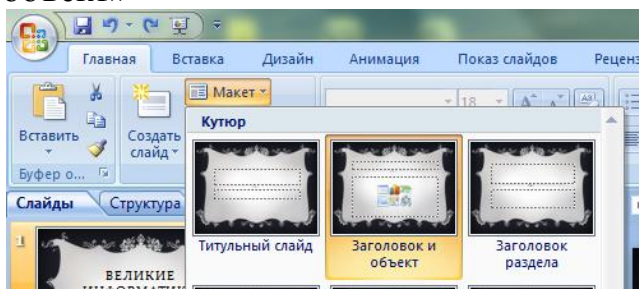 Главная Вставка Дизайн Анимация Показ слайдов Реценз
Макет
18
Вставить
Создать слайд
Буфер о...
Кутюр
Слайды Структура
Титульный слайд
Заголовок и объект
Заголовок раздела
1
ВЕЛИКИЕ